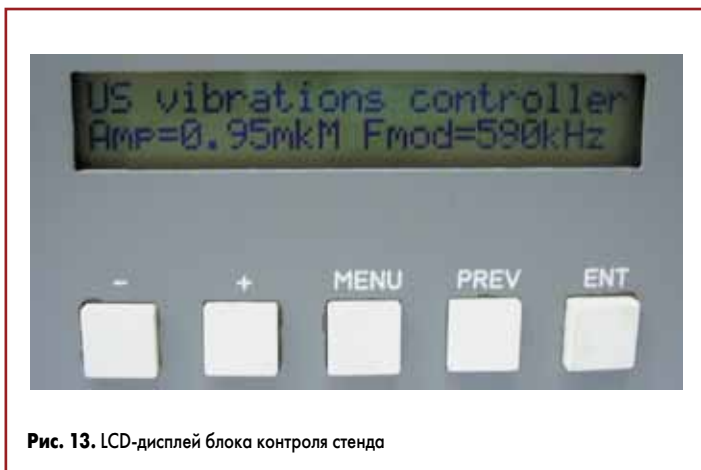 US vibrations controller
Amp=0.95mkM Fmod=590kHz
- + MENU PREV ENT
Рис. 13. LCD-дисплей блока контроля стенда